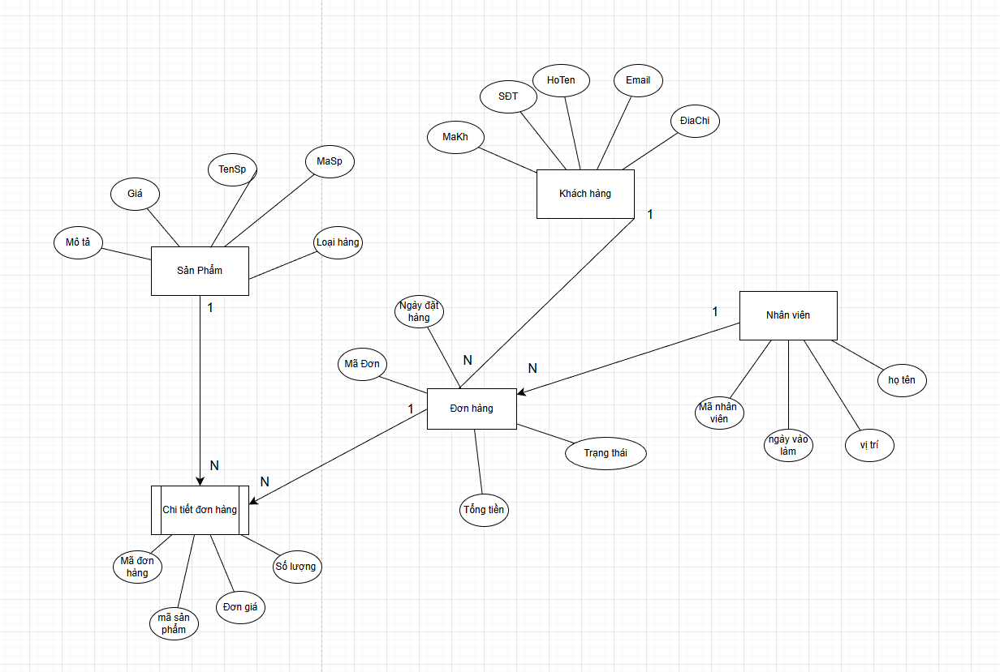 HoTen
Email
SĐT
ĐiaChi
MaKh
MaSp
TenSp
Giá
Khách hàng
1
Mô tả
Loại hàng
Sản Phẩm
1
Ngày đặt
hàng
1
Nhân viên
N
N
Mã Đơn
họ tên
1
Đơn hàng
Mã nhân
viên
ngày vào
làm
vị trí
Trạng thái
N
N
Chi tiết đơn hàng
Tổng tiền
Mã đơn
hàng
Số lượng
Đơn giá
mã sản
phẩm